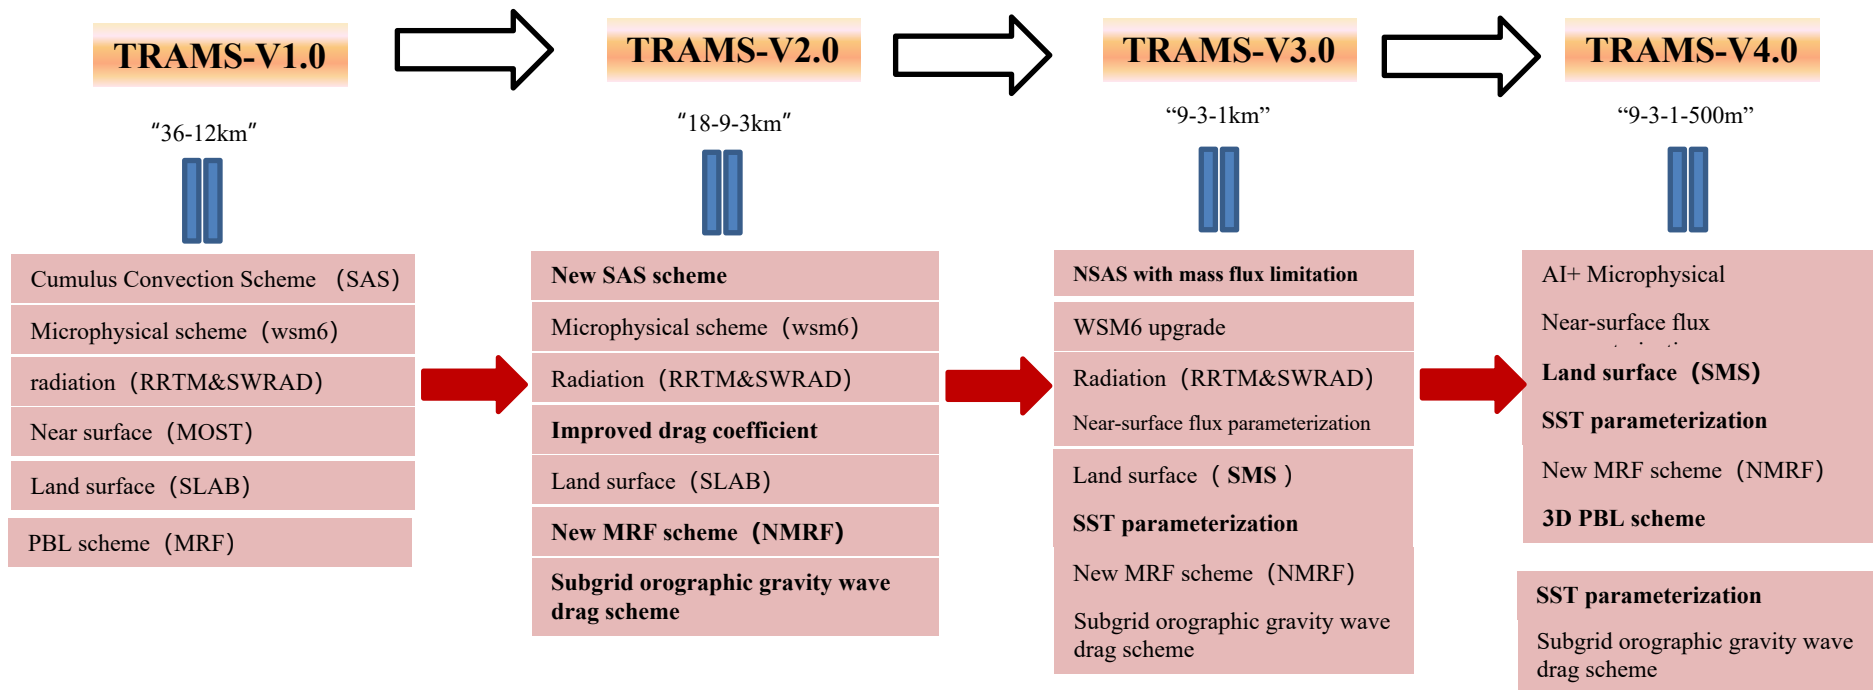 TRAMS-V1.0
TRAMS-V2.0
TRAMS-V3.0
TRAMS-V4.0
"36-12km"
"18-9-3km"
“9-3-1km”
“9-3-1-500m”
Cumulus Convection Scheme （SAS）
Microphysical scheme（wsm6）
radiation（RRTM&SWRAD）
Near surface（MOST）
Land surface（SLAB）
PBL scheme（MRF）
New SAS scheme
Microphysical scheme（wsm6）
Radiation（RRTM&SWRAD）
Improved drag coefficient
Land surface（SLAB）
New MRF scheme（NMRF）
Subgrid orographic gravity wave
drag scheme
NSAS with mass flux limitation
WSM6 upgrade
Radiation（RRTM&SWRAD）
Near-surface flux parameterization
Land surface（ SMS ）
SST parameterization
New MRF scheme（NMRF）
Subgrid orographic gravity wave
drag scheme
AI+ Microphysical
Near-surface flux
Land surface（SMS）
SST parameterization
New MRF scheme（NMRF）
3D PBL scheme
SST parameterization
Subgrid orographic gravity wave
drag scheme